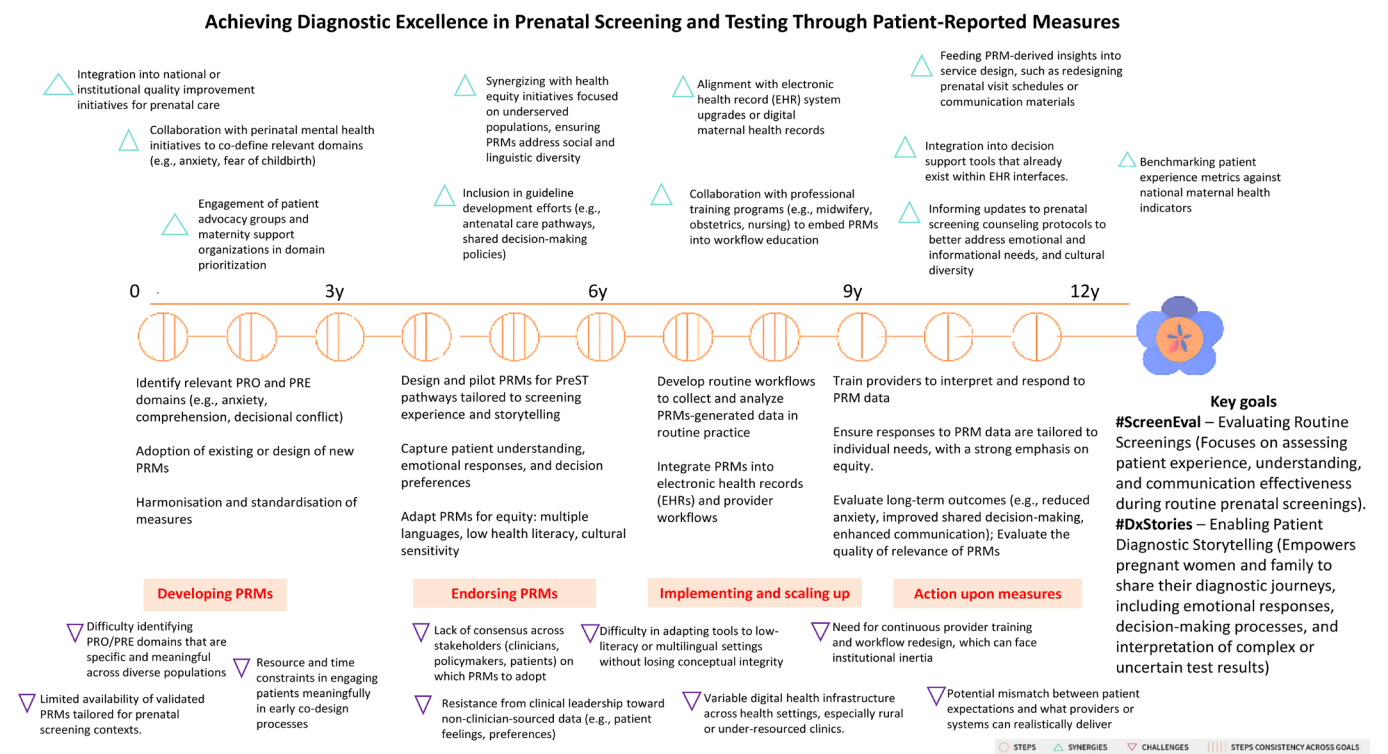 Achieving Diagnostic Excellence in Prenatal Screening and Testing Through Patient-Reported Measures
Integration into national or
institutional quality improvement
initiatives for prenatal care
Collaboration with perinatal mental health
initiatives to co-define relevant domains
(e.g., anxiety, fear of childbirth)
Engagement of patient
advocacy groups and
maternity support
organizations in domain
prioritization
Synergizing with health
equity initiatives focused
on underserved
populations, ensuring
PRMs address social and
linguistic diversity
Inclusion in guideline
development efforts (e.g.,
antenatal care pathways,
shared decision-making
policies)
Alignment with electronic
health record (EHR) system
upgrades or digital
maternal health records
Collaboration with professional
training programs (e.g., midwifery,
obstetrics, nursing) to embed PRMs
into workflow education
Feeding PRM-derived insights into
service design, such as redesigning
prenatal visit schedules or
communication materials
Integration into decision
support tools that already
exist within EHR interfaces.
Informing updates to prenatal
screening counseling protocols to
better address emotional and
informational needs, and cultural
diversity
Benchmarking patient
experience metrics against
national maternal health
indicators
0 3y 6y 9y 12y
Identify relevant PRO and PRE
domains (e.g., anxiety,
comprehension, decisional conflict)
Adoption of existing or design of new
PRMs
Harmonisation and standardisation of
measures
Design and pilot PRMs for PreST
pathways tailored to screening
experience and storytelling
Capture patient understanding,
emotional responses, and decision
preferences
Adapt PRMs for equity: multiple
languages, low health literacy, cultural
sensitivity
Develop routine workflows
to collect and analyze
PRMs-generated data in
routine practice
Integrate PRMs into
electronic health records
(EHRs) and provider
workflows
Train providers to interpret and respond to
PRM data
Ensure responses to PRM data are tailored to
individual needs, with a strong emphasis on
equity.
Evaluate long-term outcomes (e.g., reduced
anxiety, improved shared decision-making,
enhanced communication); Evaluate the
quality of relevance of PRMs
Key goals
#ScreenEval – Evaluating Routine
Screenings (Focuses on assessing
patient experience, understanding,
and communication effectiveness
during routine prenatal screenings).
#DxStories – Enabling Patient
Diagnostic Storytelling (Empowers
pregnant women and family to
share their diagnostic journeys,
including emotional responses,
decision-making processes, and
interpretation of complex or
uncertain test results)
Developing PRMs
Endorsing PRMs
Implementing and scaling up
Action upon measures
Difficulty identifying
PRO/PRE domains that are
specific and meaningful
across diverse populations
Resource and time
constraints in engaging
patients meaningfully
in early co-design
processes
Limited availability of validated
PRMs tailored for prenatal
screening contexts.
Lack of consensus across
stakeholders (clinicians,
policymakers, patients) on
which PRMs to adopt
Resistance from clinical leadership toward
non-clinician-sourced data (e.g., patient
feelings, preferences)
Difficulty in adapting tools to low-
literacy or multilingual settings
without losing conceptual integrity
Variable digital health infrastructure
across health settings, especially rural
or under-resourced clinics.
Need for continuous provider training
and workflow redesign, which can face
institutional inertia
Potential mismatch between patient
expectations and what providers or
systems can realistically deliver
STEPS SYNERGIES CHALLENGES STEPS CONSISTENCY ACROSS GOALS